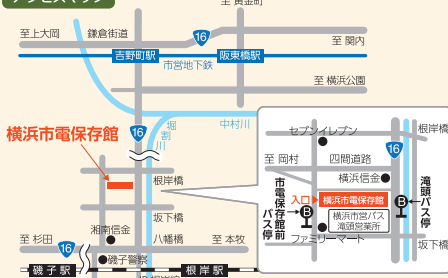 アクセスマップ
至 黄金町
至上大岡
鎌倉街道
16
至 関内
吉野町駅
阪東橋駅
市営地下鉄
至 横浜公園
中村川
堀割川
16
横浜市電保存館
根岸橋
坂下橋
湘南信金
八幡橋
至 杉田
16
至 本牧
磯子警察
磯子駅
根岸駅
セブンイレブン
根岸橋
16
至 岡村
四間道路
横浜信金
滝頭バス停
市電保存館前バス停
入口
横浜市電保存館
B
B
横浜市営バス
滝頭営業所
ファミリーマート
坂下橋